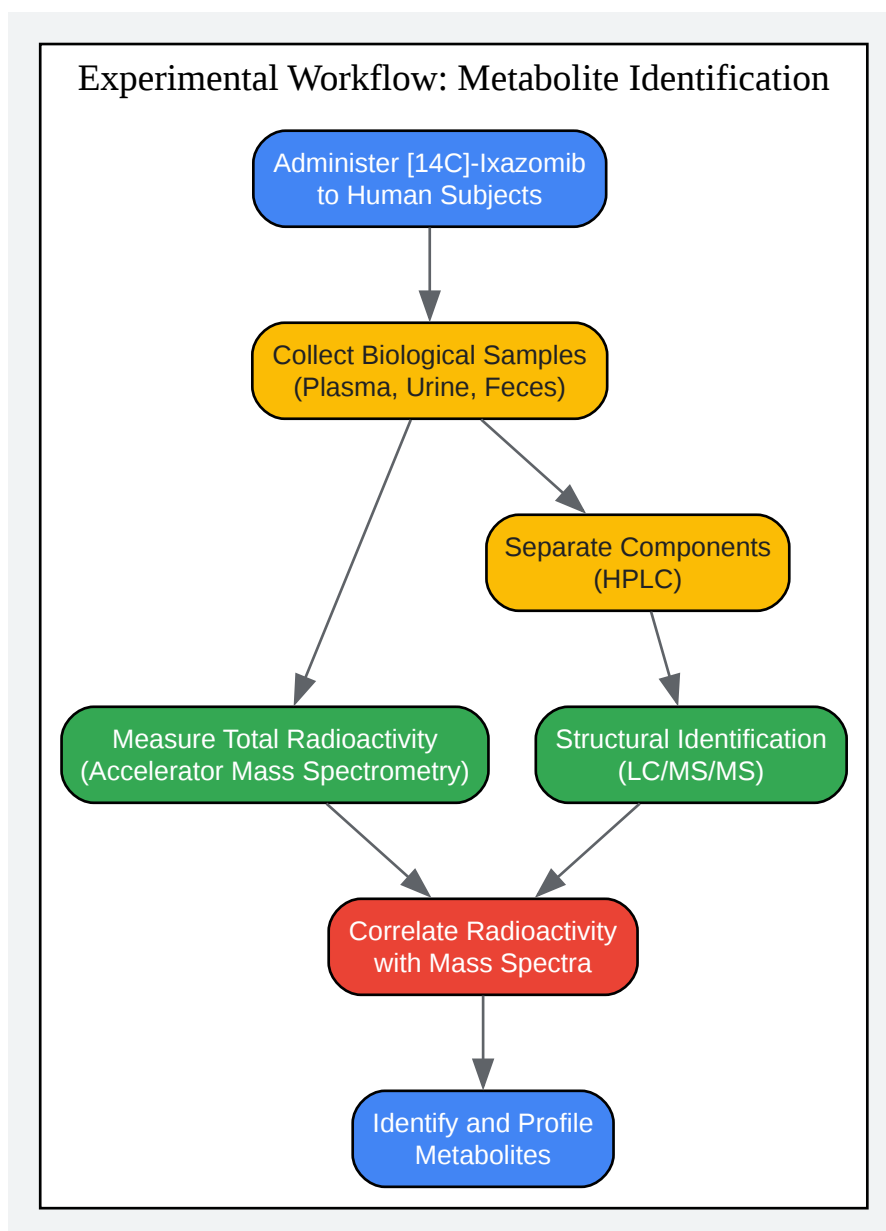 Experimental Workflow: Metabolite Identification
Administer [14C]-Ixazomib
to Human Subjects
Collect Biological Samples
(Plasma, Urine, Feces)
Separate Components
(HPLC)
Measure Total Radioactivity
(Accelerator Mass Spectrometry)
Structural Identification
(LC/MS/MS)
Correlate Radioactivity
with Mass Spectra
Identify and Profile
Metabolites